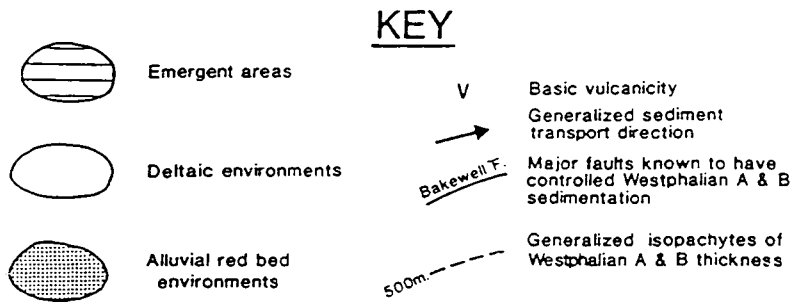 KEY
Emergent areas
Deltaic environments
Alluvial red bed
environments
V
Basic vulcanicity
Generalized sediment
transport direction
Bakewell F.
Major faults known to have
controlled Westphalian A & B
sedimentation
500m.
Generalized isopachytes of
Westphalian A & B thickness